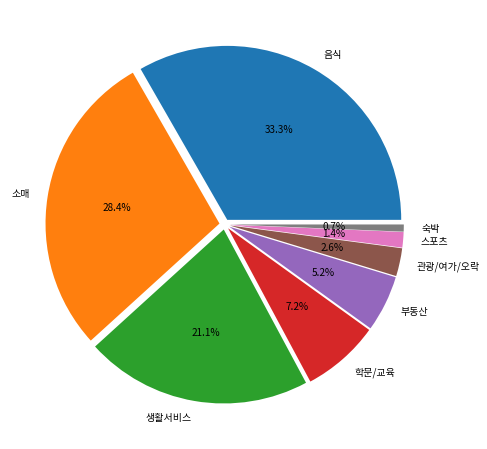 음식
33.3%
소매
28.4%
생활서비스
21.1%
학문/교육
7.2%
부동산
5.2%
관광/여가/오락
2.6%
스포츠
1.4%
숙박
0.7%